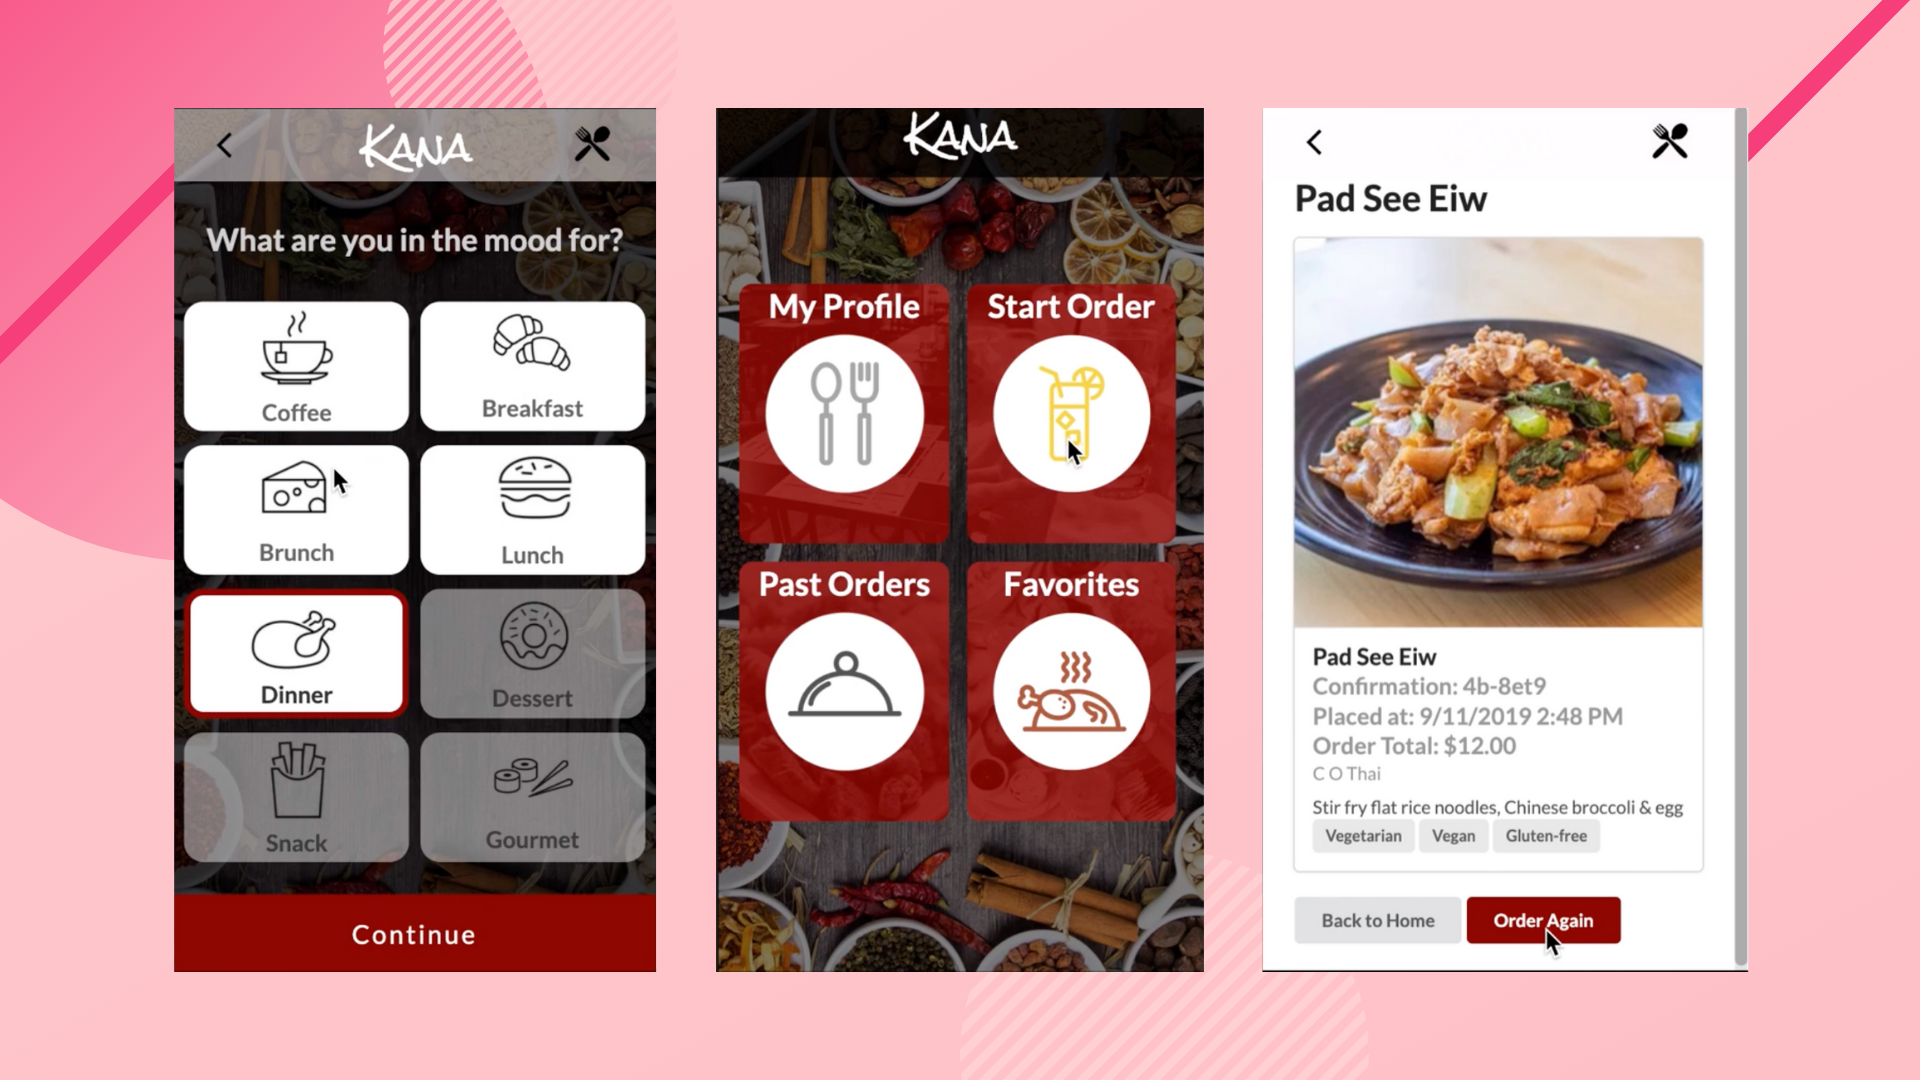 KANA
What are you in the mood for?
Coffee
Breakfast
Brunch
Lunch
Dinner
Dessert
Snack
Gourmet
Continue
KANA
My Profile
Start Order
Past Orders
Favorites
Pad See Eiw
Pad See Eiw
Confirmation: 4b-8et9
Placed at: 9/11/2019 2:48 PM
Order Total: $12.00
C O Thai
Stir fry flat rice noodles, Chinese broccoli & egg
Vegetarian Vegan Gluten-free
Back to Home Order Again